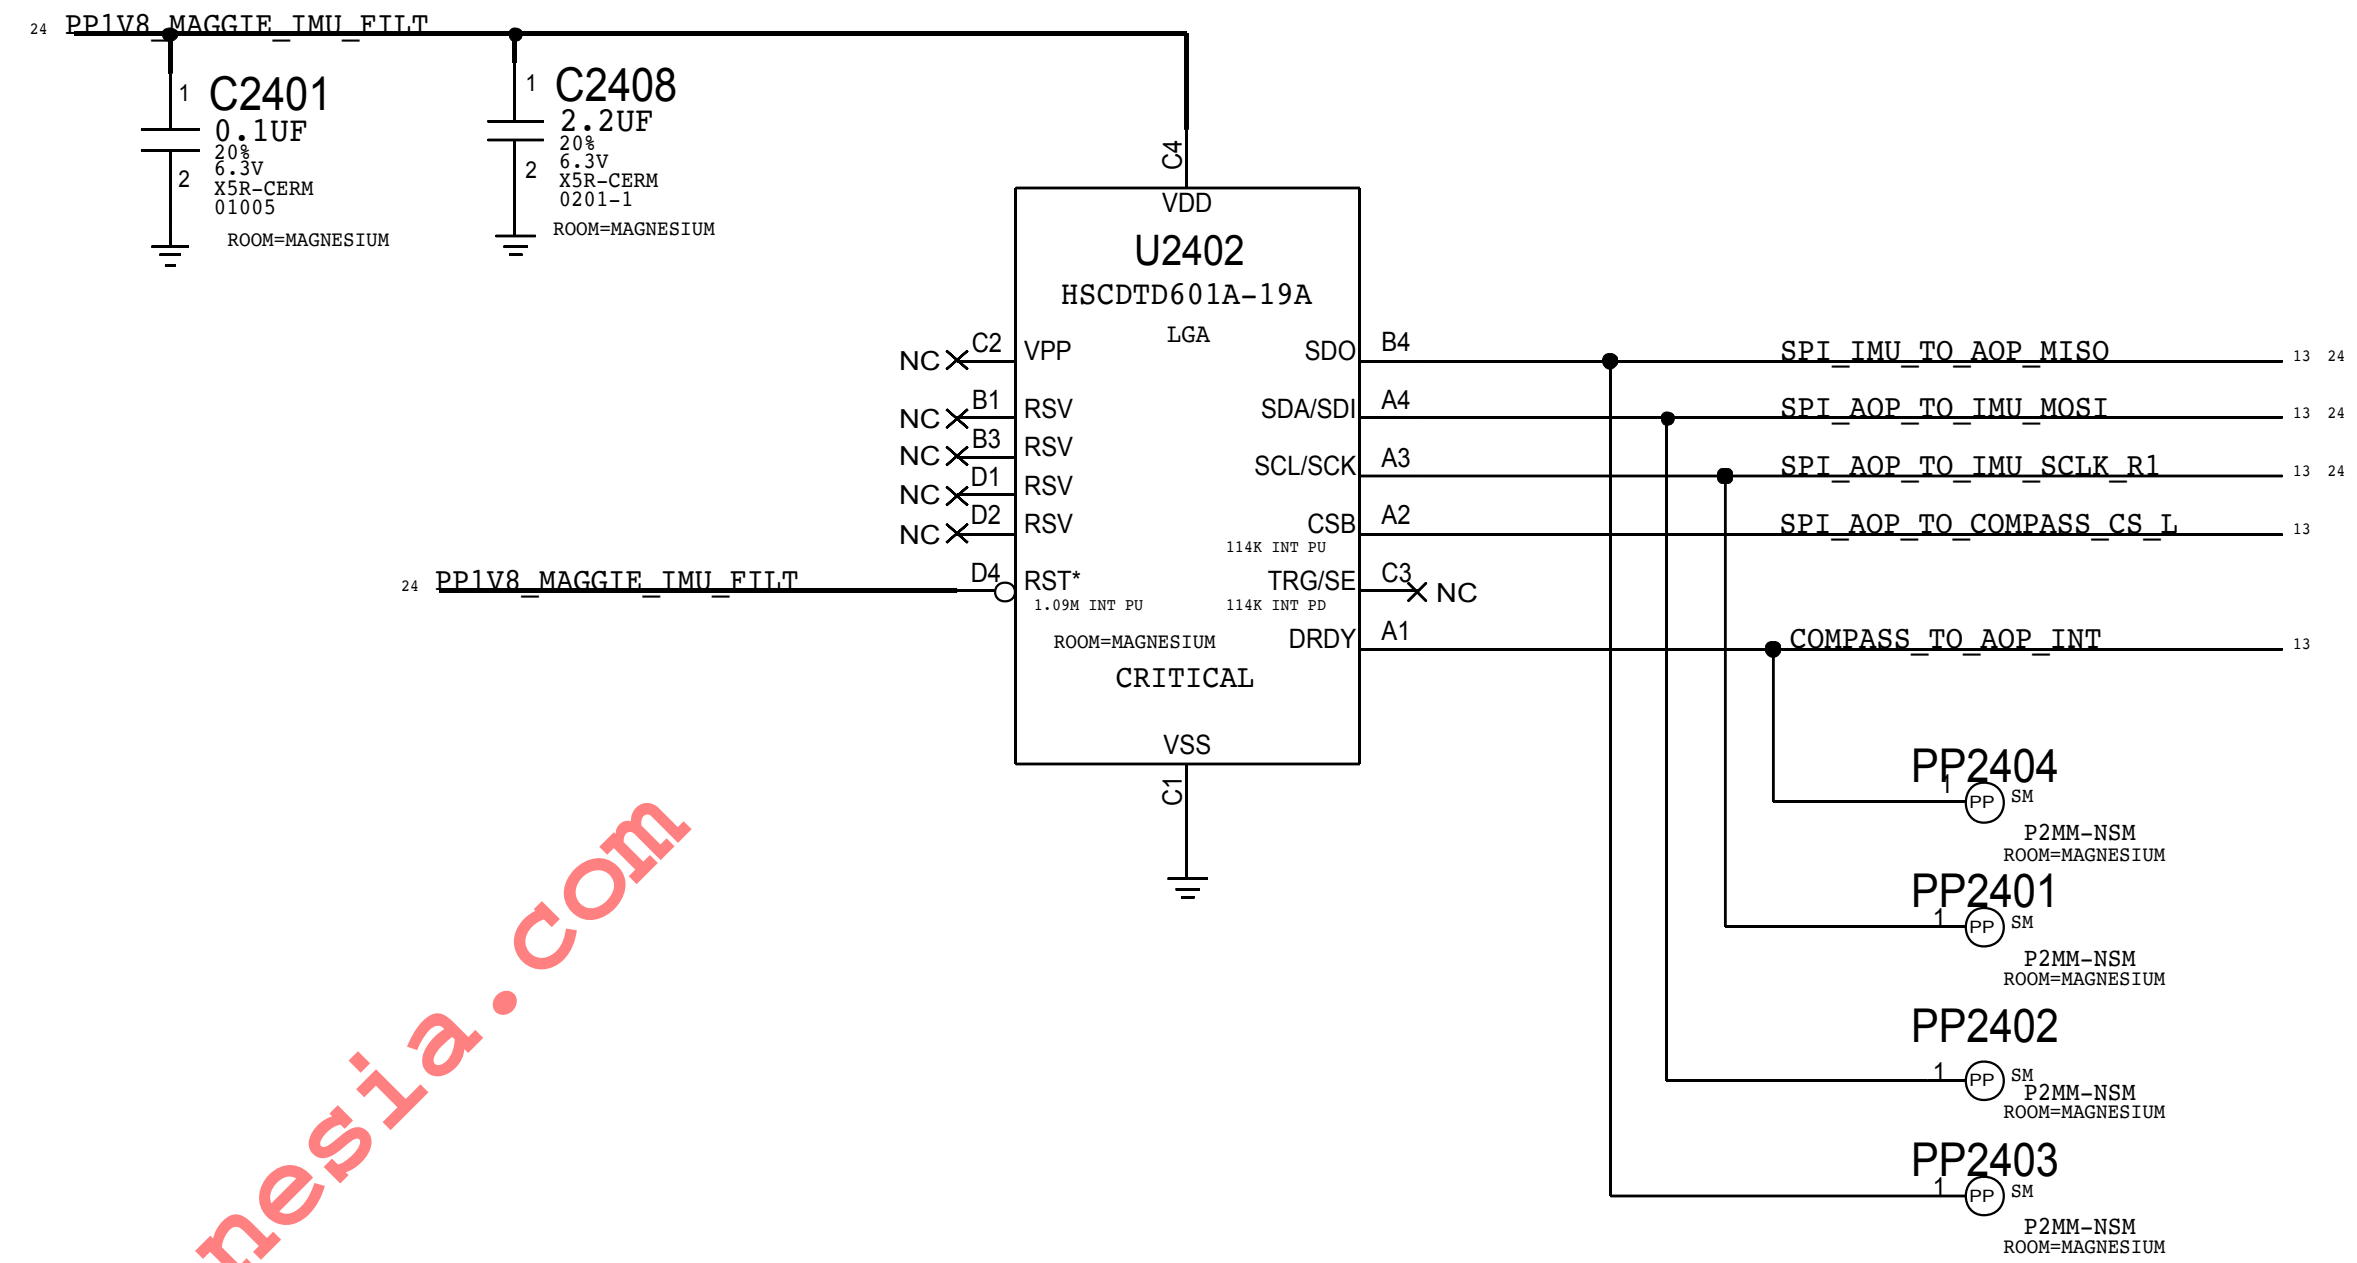 24 PP1V8_MAGGIE_IMU_FILT
1 C2401
0.1UF
20%
6.3V
2 X5R-CERM
01005
ROOM=MAGNESIUM
1 C2408
2.2UF
20%
6.3V
2 X5R-CERM
0201-1
ROOM=MAGNESIUM
C4
VDD
U2402
HSCDTD601A-19A
LGA
NC C2 VPP
NC B1 RSV
NC B3 RSV
NC D1 RSV
NC D2 RSV
24 PP1V8_MAGGIE_IMU_FILT D4 RST*
1.09M INT PU
SDO B4 SPI_IMU_TO_AOP_MISO 13 24
SDA/SDI A4 SPI_AOP_TO_IMU_MOSI 13 24
SCL/SCK A3 SPI_AOP_TO_IMU_SCLK_R1 13 24
CSB A2 SPI_AOP_TO_COMPASS_CS_L 13
114K INT PU
TRG/SE C3 NC
114K INT PD
DRDY A1 COMPASS_TO_AOP_INT 13
ROOM=MAGNESIUM
CRITICAL
VSS
C1
PP2404
1 PP SM
P2MM-NSM
ROOM=MAGNESIUM
PP2401
1 PP SM
P2MM-NSM
ROOM=MAGNESIUM
PP2402
1 PP SM
P2MM-NSM
ROOM=MAGNESIUM
PP2403
1 PP SM
P2MM-NSM
ROOM=MAGNESIUM
nesia.com